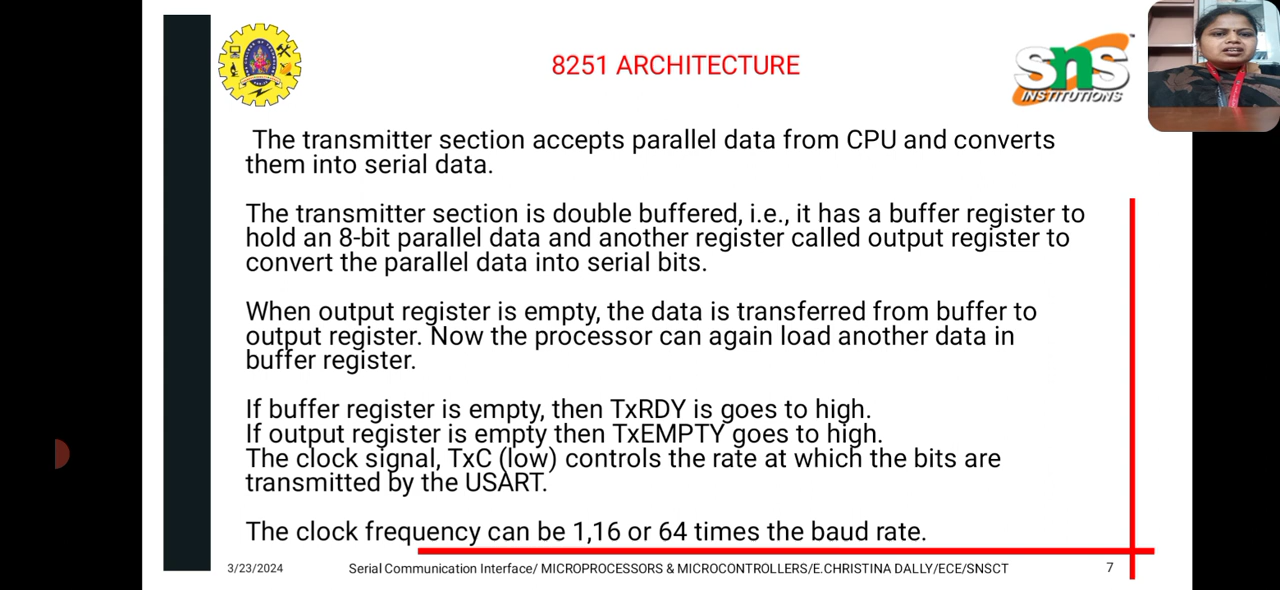 8251 ARCHITECTURE
sns
INSTITUTIONS
The transmitter section accepts parallel data from CPU and converts
them into serial data.
The transmitter section is double buffered, i.e., it has a buffer register to
hold an 8-bit parallel data and another register called output register to
convert the parallel data into serial bits.
When output register is empty, the data is transferred from buffer to
output register. Now the processor can again load another data in
buffer register.
If buffer register is empty, then TxRDY is goes to high.
If output register is empty then TxEMPTY goes to high.
The clock signal, TxC (low) controls the rate at which the bits are
transmitted by the USART.
The clock frequency can be 1,16 or 64 times the baud rate.
3/23/2024 Serial Communication Interface/ MICROPROCESSORS & MICROCONTROLLERS/E.CHRISTINA DALLY/ECE/SNSCT 7